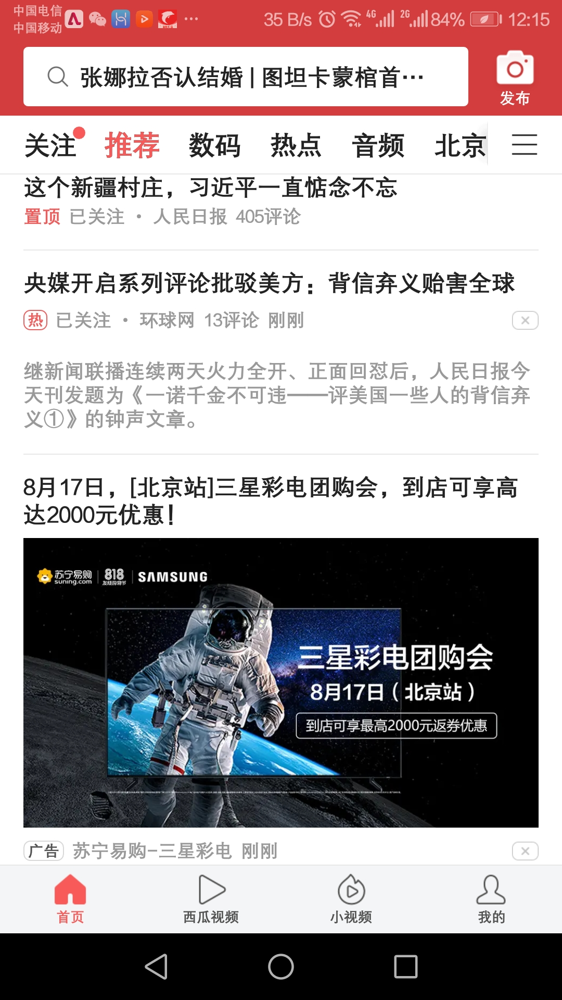 中国电信
中国移动
35 B/s 4G 2G 84% 12:15
张娜拉否认结婚 | 图坦卡蒙棺首…
发布
关注 推荐 数码 热点 音频 北京
这个新疆村庄，习近平一直惦念不忘
置顶 已关注 · 人民日报 405评论
央媒开启系列评论批驳美方：背信弃义贻害全球
热 已关注 · 环球网 13评论 刚刚
继新闻联播连续两天火力全开、正面回怼后，人民日报今
天刊发题为《一诺千金不可违——评美国一些人的背信弃
义①》的钟声文章。
8月17日，[北京站]三星彩电团购会，到店可享高
达2000元优惠！
苏宁易购 suning.com | 818 发烧购物节 | SAMSUNG
三星彩电团购会
8月17日（北京站）
到店可享最高2000元返券优惠
广告 苏宁易购-三星彩电 刚刚
首页 西瓜视频 小视频 我的